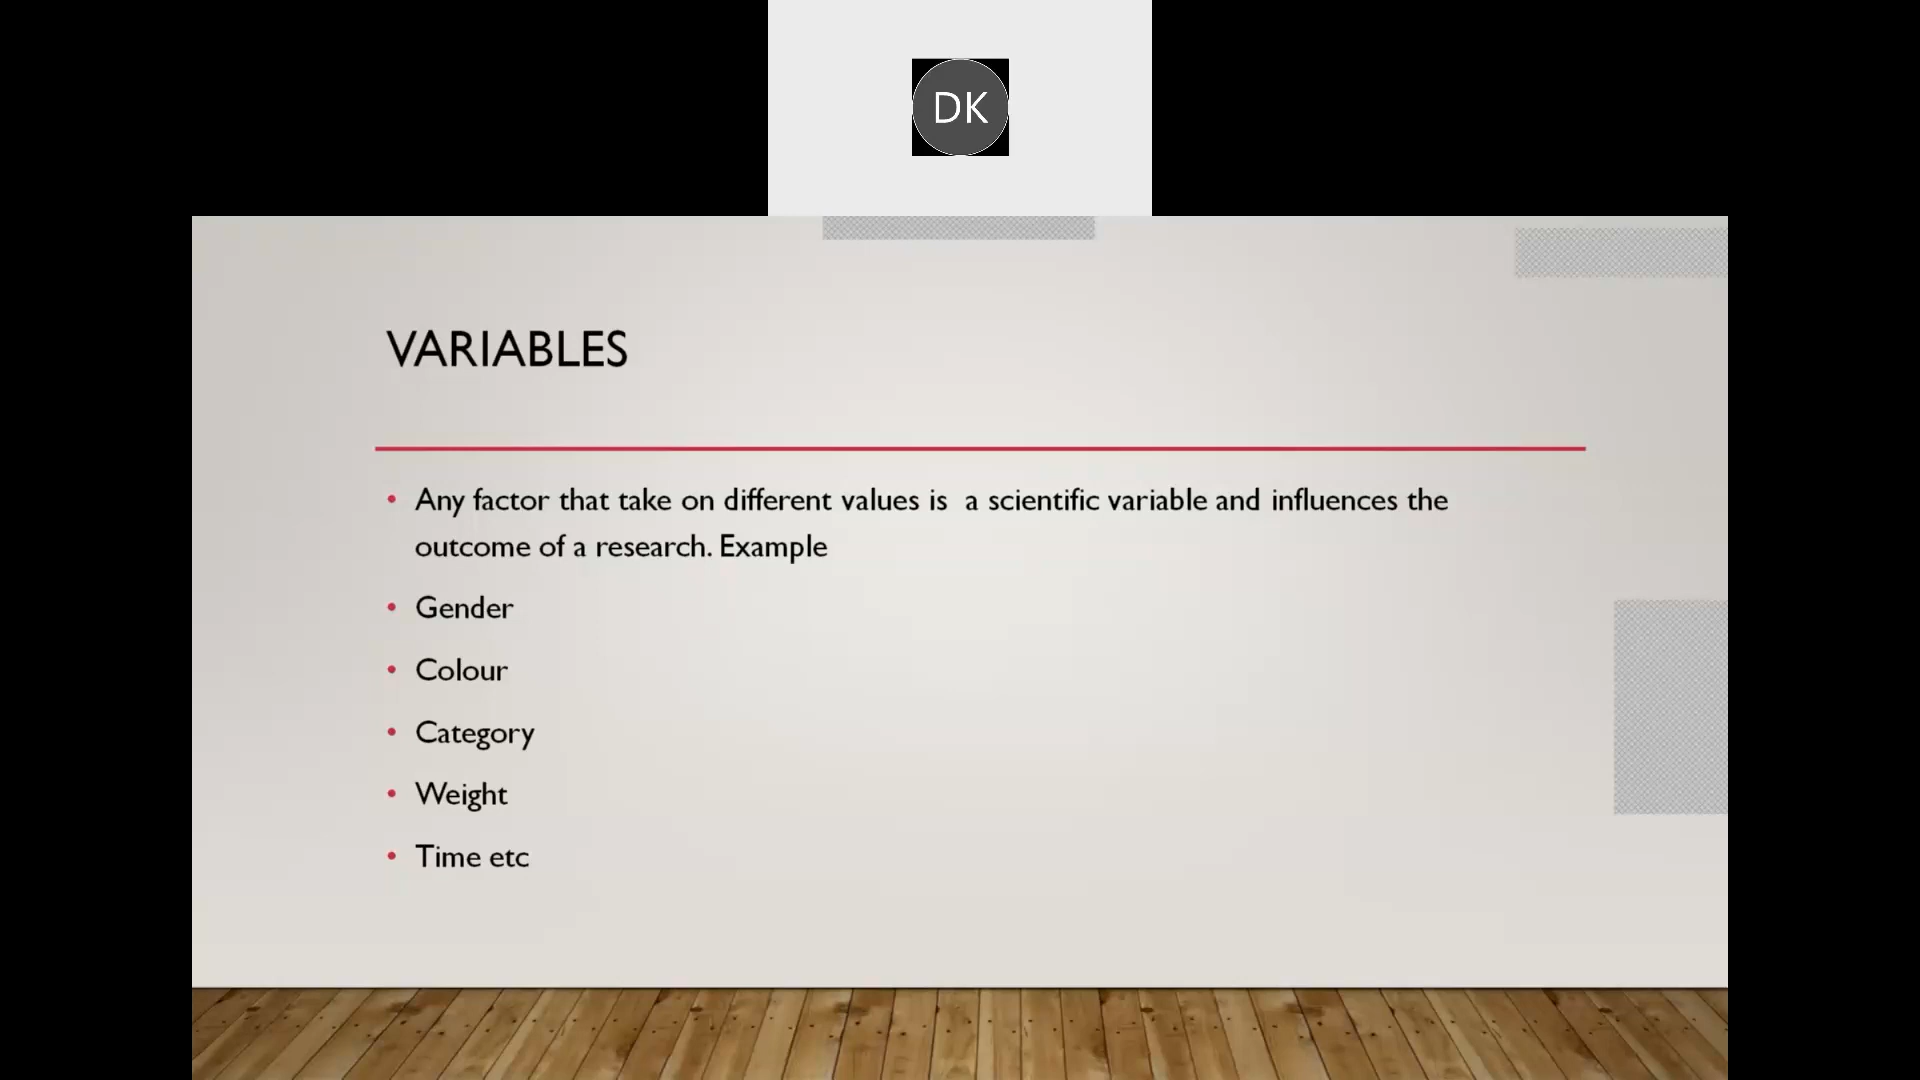 DK
VARIABLES
• Any factor that take on different values is a scientific variable and influences the
outcome of a research. Example
• Gender
• Colour
• Category
• Weight
• Time etc